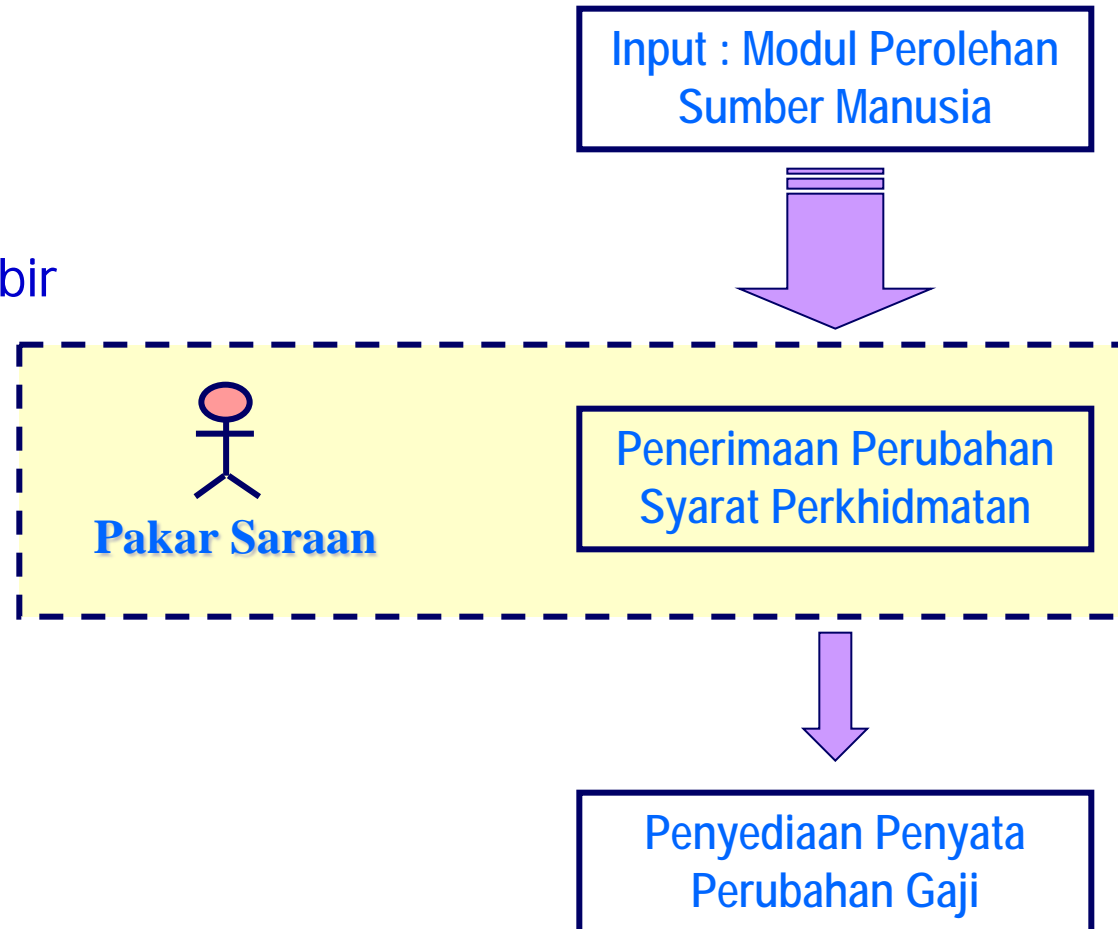 Input : Modul Perolehan
Sumber Manusia
bir
Penerimaan Perubahan
Syarat Perkhidmatan
Pakar Saraan
Penyediaan Penyata
Perubahan Gaji